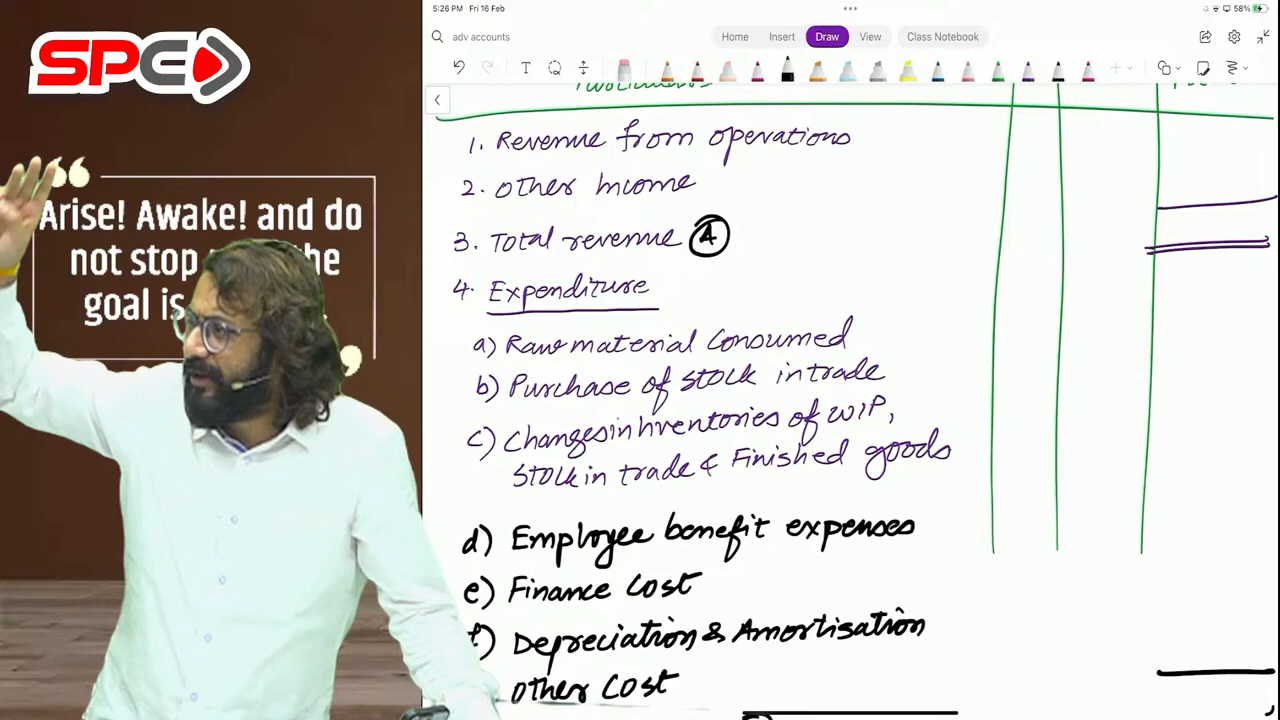 5:26 PM Fri 16 Feb
58%
adv accounts
Home Insert Draw View Class Notebook
SPE
Arise! Awake! and do
not stop the
goal is
Particulars
1. Revenue from operations
2. Other Income
3. Total revenue A
4. Expenditure
a) Raw material Consumed
b) Purchase of Stock in trade
c) Changes in Inventories of WIP,
Stock in trade & Finished goods
d) Employee benefit expenses
e) Finance Cost
f) Depreciation & Amortisation
Other Cost